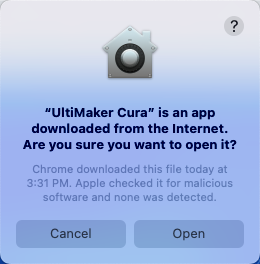 ?
“UltiMaker Cura” is an app
downloaded from the Internet.
Are you sure you want to open it?
Chrome downloaded this file today at
3:31 PM. Apple checked it for malicious
software and none was detected.
Cancel
Open